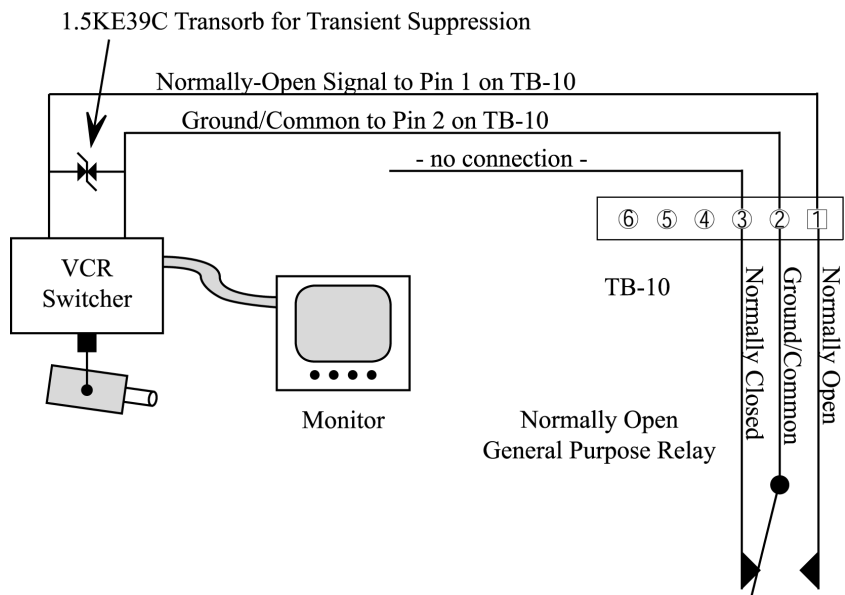 1.5KE39C Transorb for Transient Suppression
Normally-Open Signal to Pin 1 on TB-10
Ground/Common to Pin 2 on TB-10
- no connection -
6 5 4 3 2 1
VCR
Switcher
TB-10
Normally Closed
Ground/Common
Normally Open
Monitor
Normally Open
General Purpose Relay